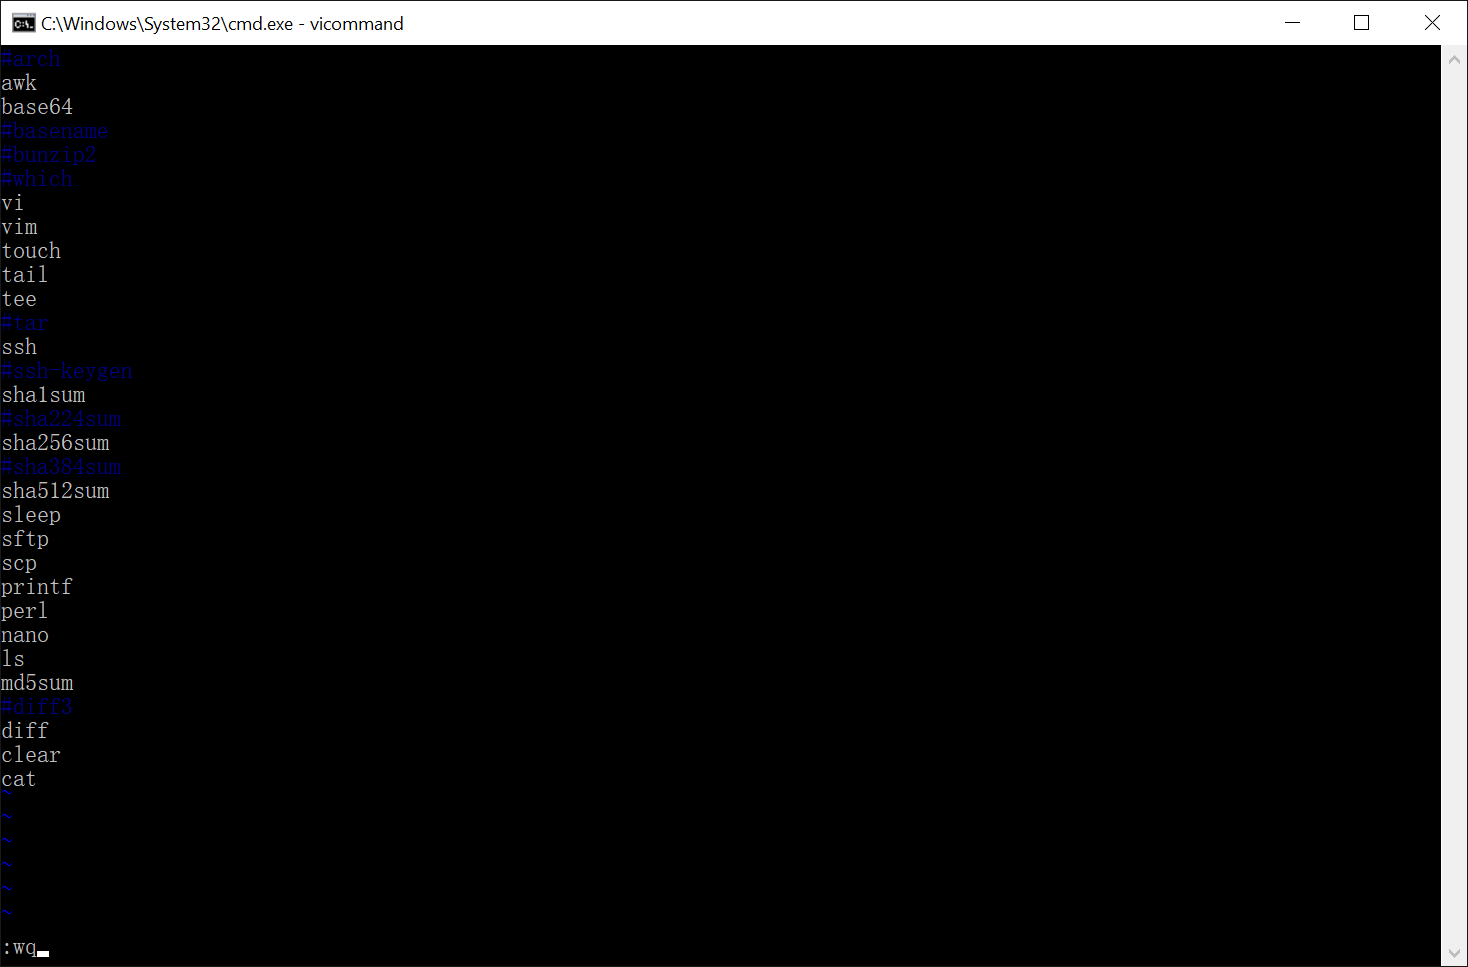 C:\Windows\System32\cmd.exe - vicommand
#arch
awk
base64
#basename
#bunzip2
#which
vi
vim
touch
tail
tee
#tar
ssh
#ssh-keygen
sha1sum
#sha224sum
sha256sum
#sha384sum
sha512sum
sleep
sftp
scp
printf
perl
nano
ls
md5sum
#diff3
diff
clear
cat
~
~
~
~
~
~
:wq